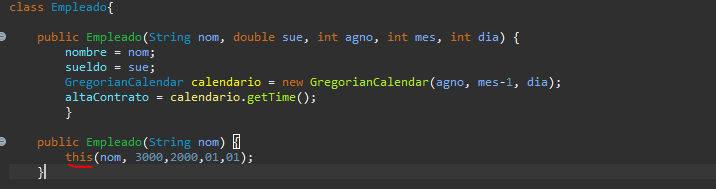 class Empleado{
public Empleado(String nom, double sue, int agno, int mes, int dia) {
nombre = nom;
sueldo = sue;
GregorianCalendar calendario = new GregorianCalendar(agno, mes-1, dia);
altaContrato = calendario.getTime();
}
public Empleado(String nom) {
this(nom, 3000,2000,01,01);
}